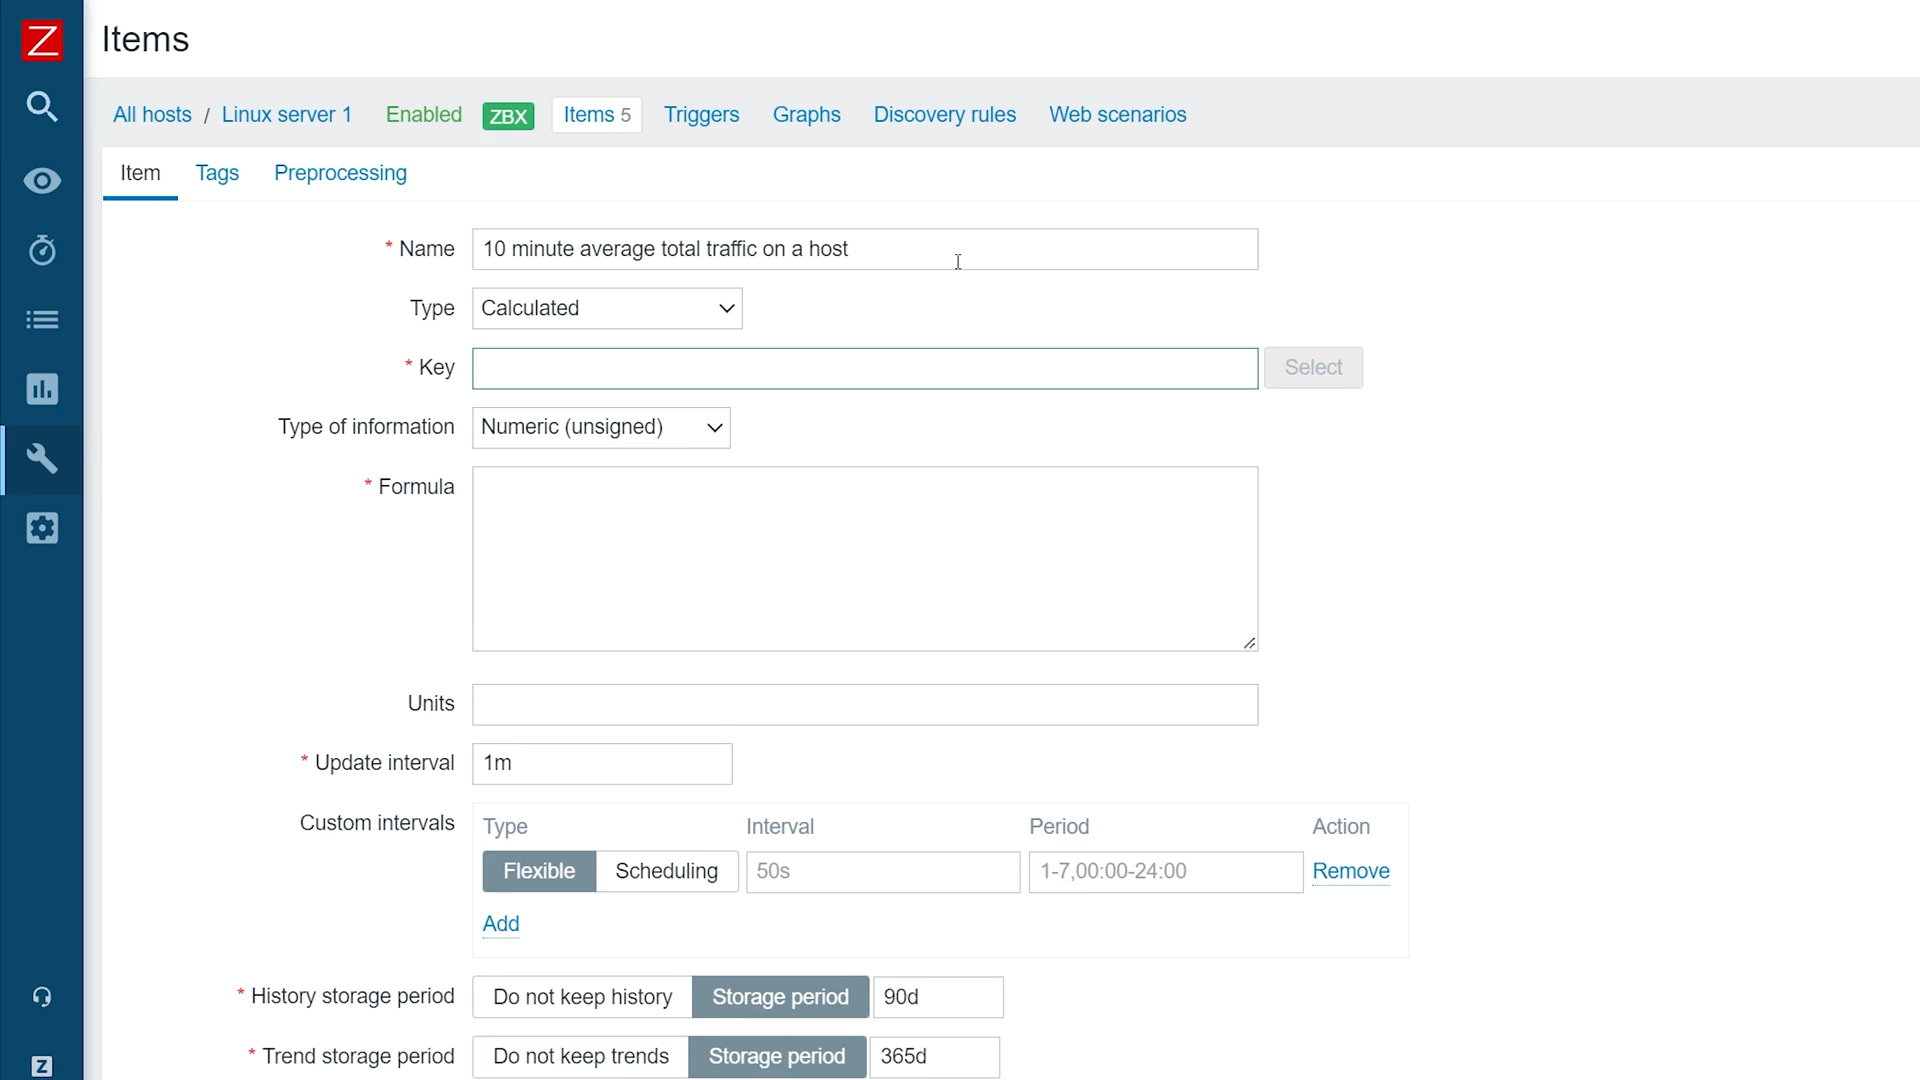 Z
Items
All hosts / Linux server 1 Enabled ZBX Items 5 Triggers Graphs Discovery rules Web scenarios
Item Tags Preprocessing
* Name 10 minute average total traffic on a host
Type Calculated
* Key Select
Type of information Numeric (unsigned)
* Formula
Units
* Update interval 1m
Custom intervals Type Interval Period Action
Flexible Scheduling 50s 1-7,00:00-24:00 Remove
Add
* History storage period Do not keep history Storage period 90d
* Trend storage period Do not keep trends Storage period 365d
Z